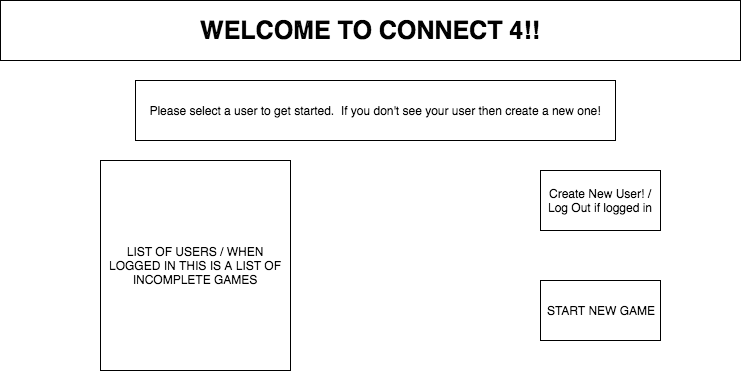 WELCOME TO CONNECT 4!!
Please select a user to get started.  If you don't see your user then create a new one!
LIST OF USERS / WHEN
LOGGED IN THIS IS A LIST OF
INCOMPLETE GAMES
Create New User! /
Log Out if logged in
START NEW GAME